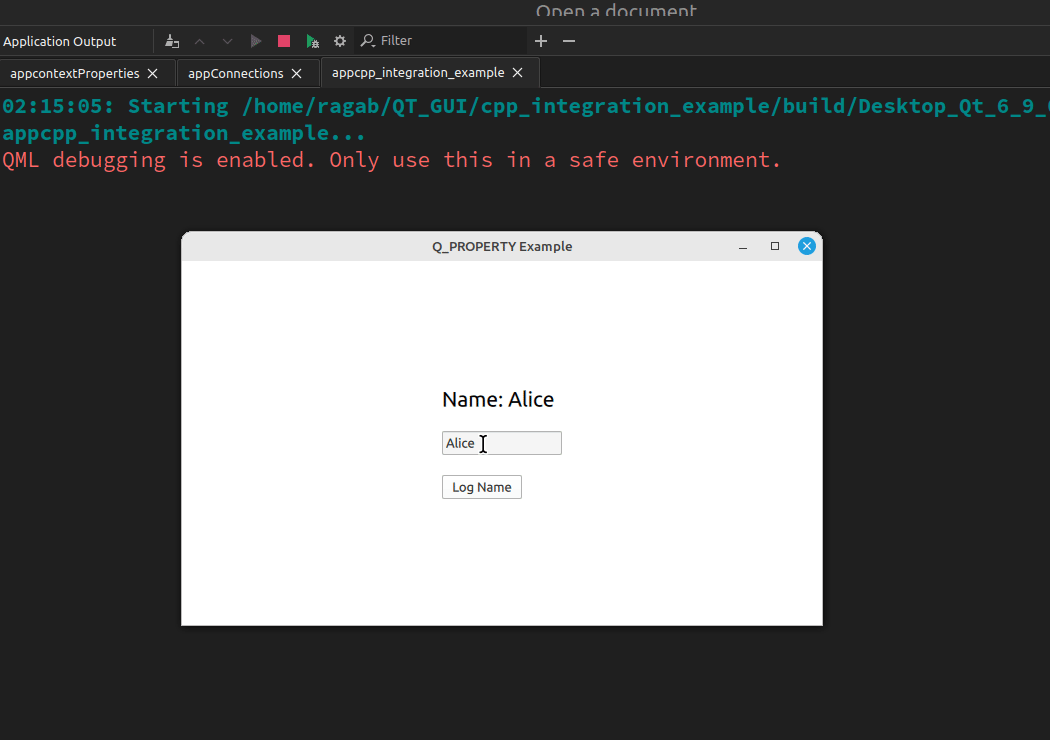 Open a document
Application Output
Filter
appcontextProperties
appConnections
appcpp_integration_example
02:15:05: Starting /home/ragab/QT_GUI/cpp_integration_example/build/Desktop_Qt_6_9_
appcpp_integration_example...
QML debugging is enabled. Only use this in a safe environment.
Q_PROPERTY Example
Name: Alice
Alice
Log Name